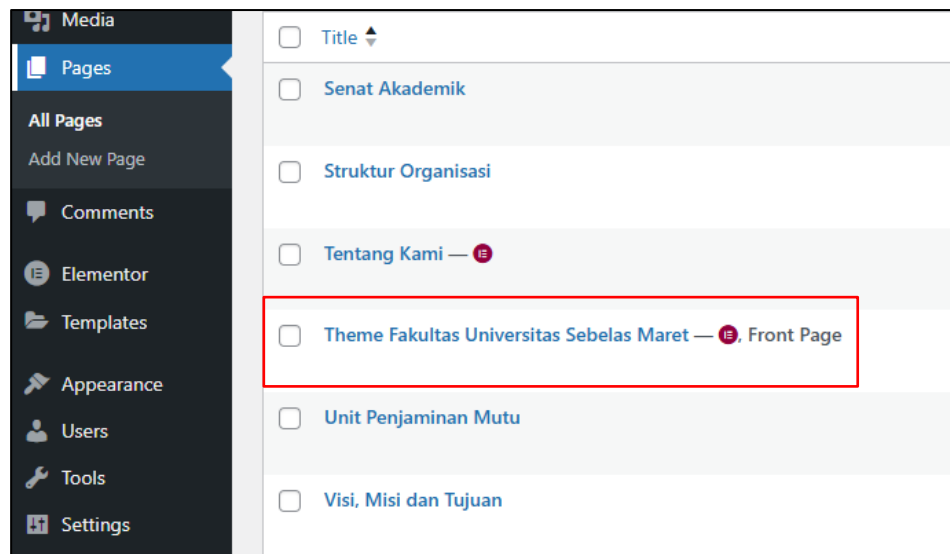 Media
Pages
All Pages
Add New Page
Comments
Elementor
Templates
Appearance
Users
Tools
Settings
Title
Senat Akademik
Struktur Organisasi
Tentang Kami —
Theme Fakultas Universitas Sebelas Maret — , Front Page
Unit Penjaminan Mutu
Visi, Misi dan Tujuan